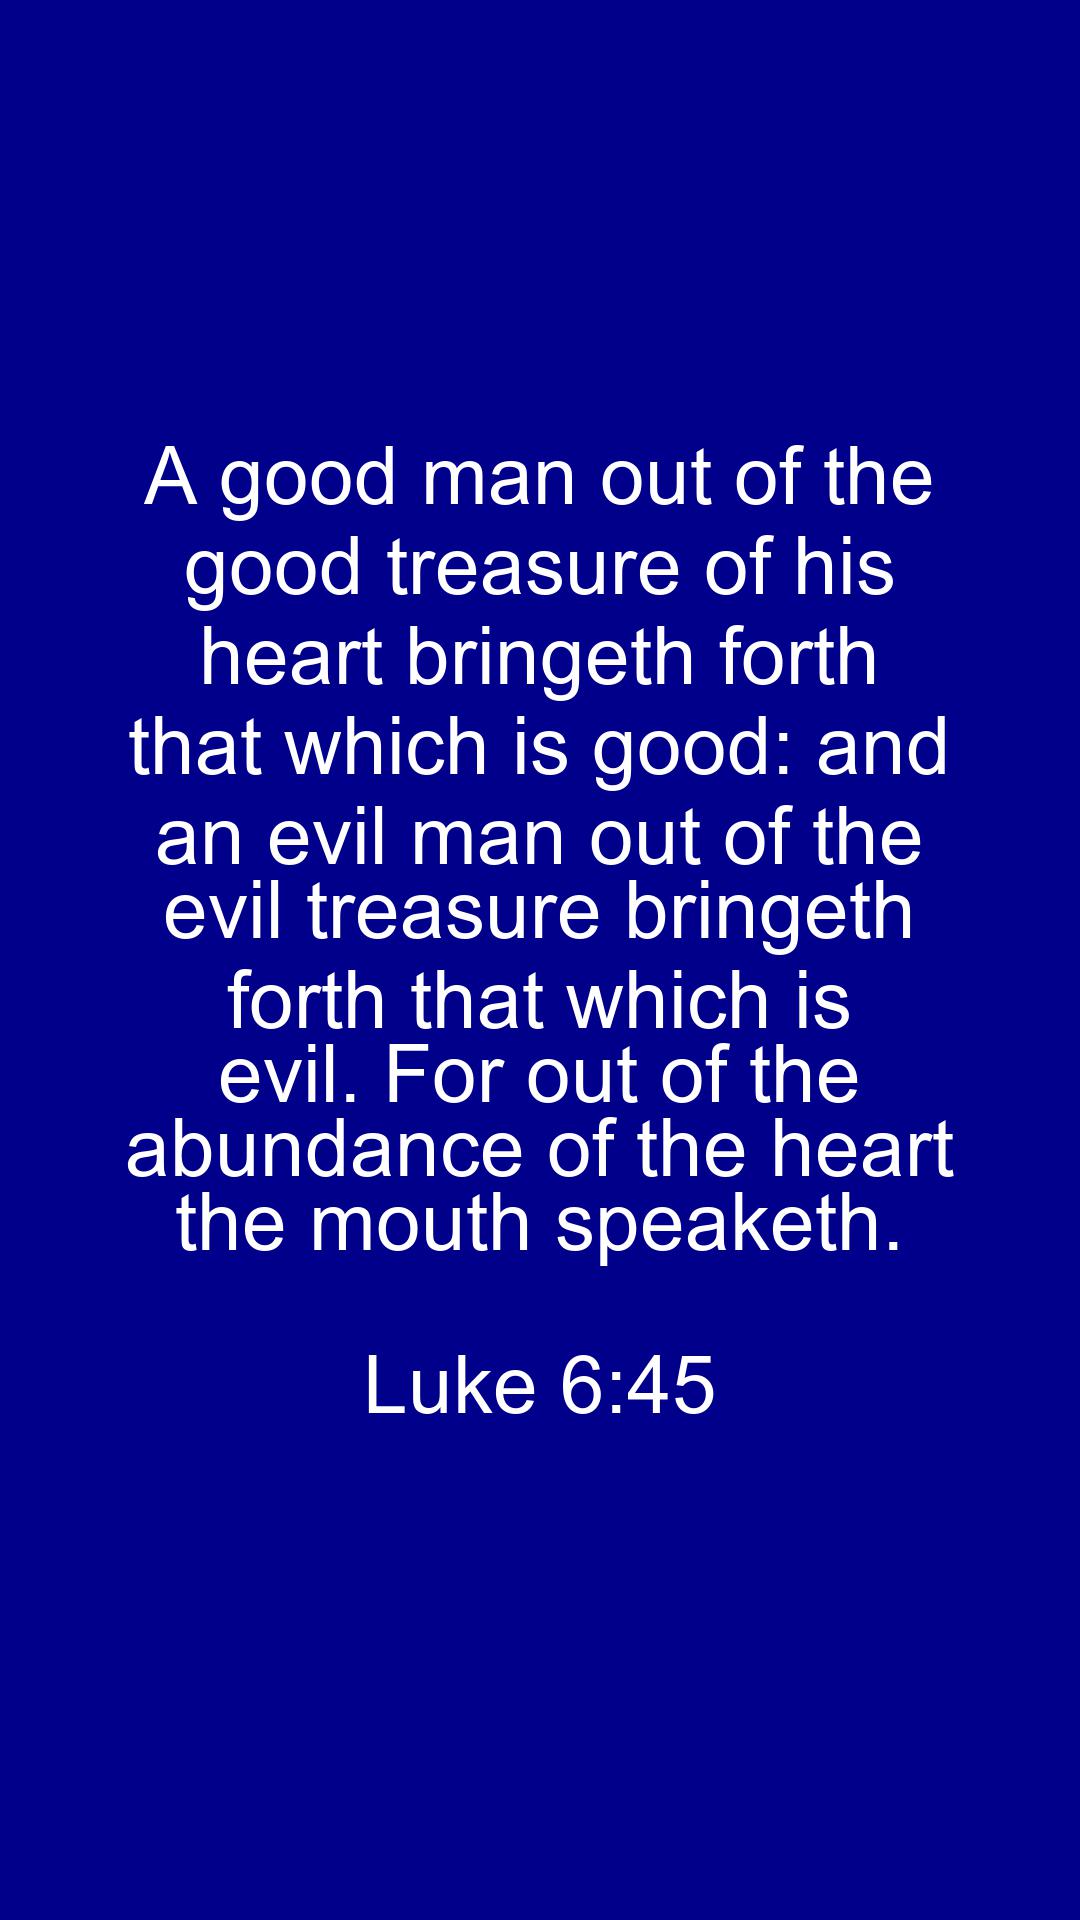 A good man out of the
good treasure of his
heart bringeth forth
that which is good: and
an evil man out of the
evil treasure bringeth
forth that which is
evil. For out of the
abundance of the heart
the mouth speaketh.
Luke 6:45